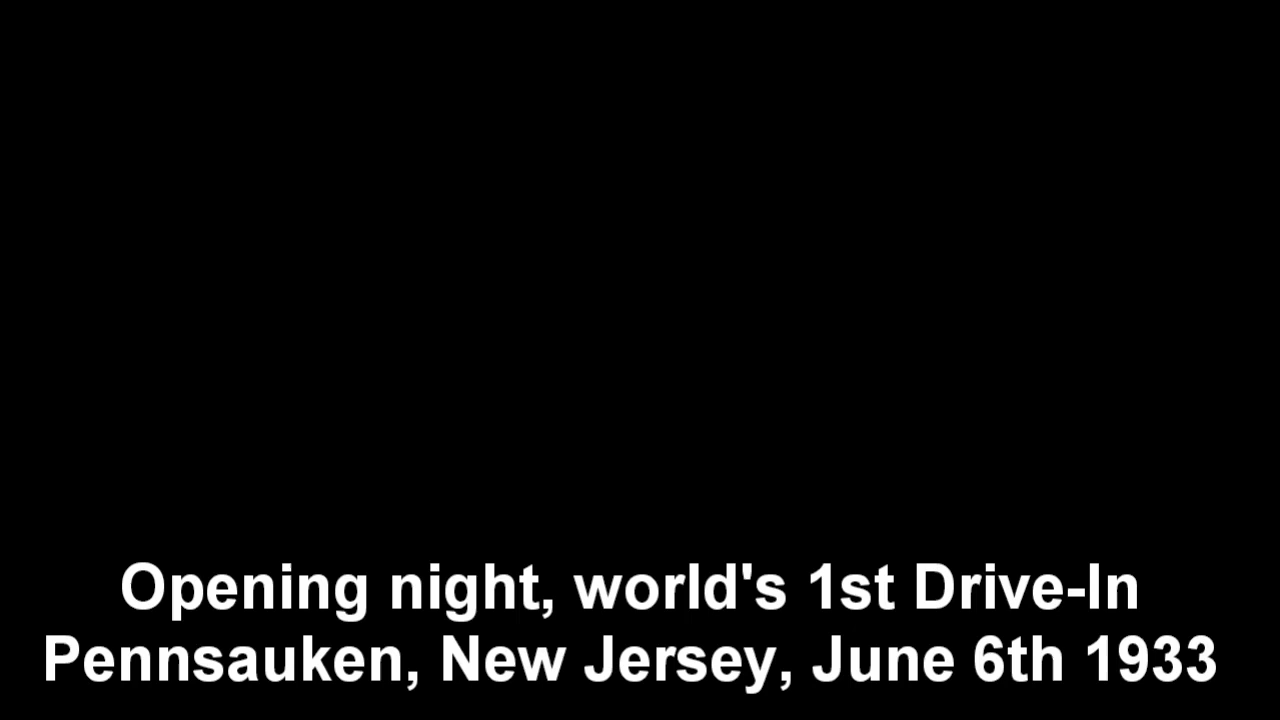 Opening night, world's 1st Drive-In
Pennsauken, New Jersey, June 6th 1933